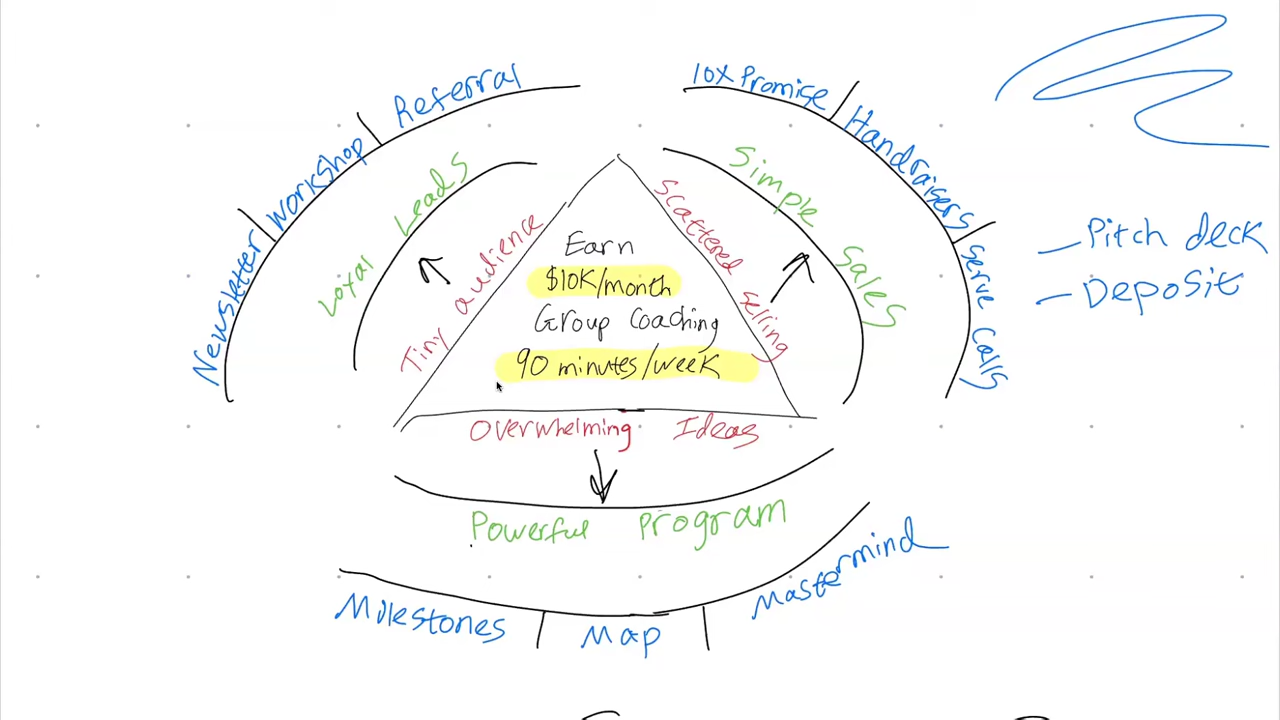 Referral
Workshop
Newsletter
Loyal Leads
Tiny audience
10X Promise
Handraisers
Serve Calls
Simple Sales
Scattered selling
Earn
$10K/month
Group Coaching
90 minutes/week
Overwhelming Ideas
Powerful Program
Milestones
Map
Mastermind
- Pitch deck
- Deposit